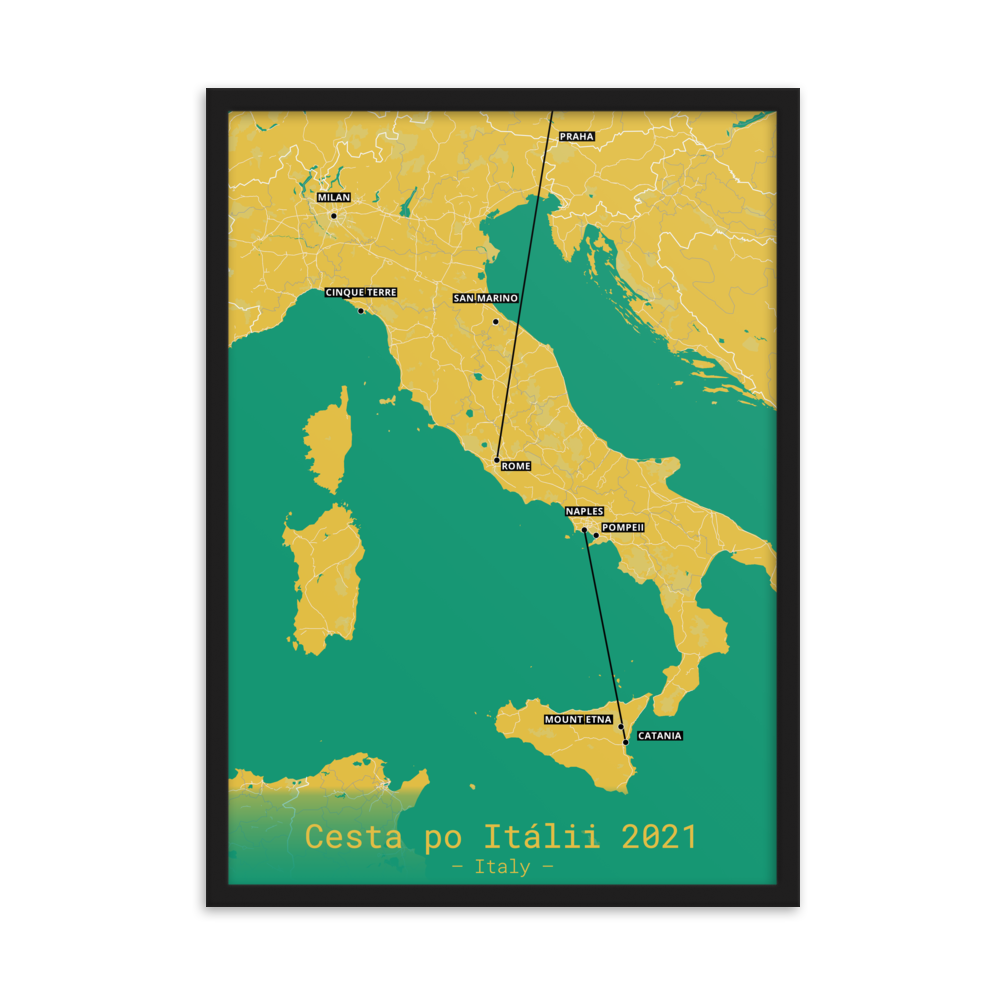 PRAHA
MILAN
CINQUE TERRE
SAN MARINO
ROME
NAPLES
POMPEII
MOUNT ETNA
CATANIA
Cesta po Itálii 2021
— Italy —